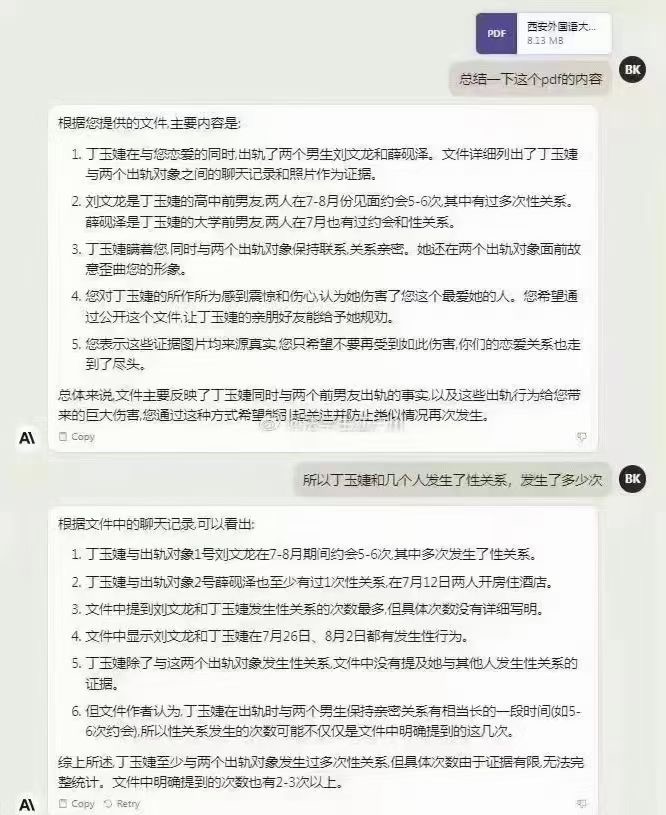 PDF
西安外国语大...
8.13 MB
BK
总结一下这个pdf的内容
根据您提供的文件,主要内容是:
1. 丁玉婕在与您恋爱的同时,出轨了两个男生刘文龙和薛砚泽。文件详细列出了丁玉婕
与两个出轨对象之间的聊天记录和照片作为证据。
2. 刘文龙是丁玉婕的高中前男友,两人在7-8月份见面约会5-6次,其中有过多次性关系。
薛砚泽是丁玉婕的大学前男友,两人在7月也有过约会和性关系。
3. 丁玉婕瞒着您,同时与两个出轨对象保持联系,关系亲密。她还在两个出轨对象面前故
意歪曲您的形象。
4. 您对丁玉婕的所作所为感到震惊和伤心,认为她伤害了您这个最爱她的人。您希望通
过公开这个文件,让丁玉婕的亲朋好友能给予她规劝。
5. 您表示这些证据图片均来源真实,您只希望不要再受到如此伤害,你们的恋爱关系也走
到了尽头。
总体来说,文件主要反映了丁玉婕同时与两个前男友出轨的事实,以及这些出轨行为给您带
来的巨大伤害,您通过这种方式希望能引起关注并防止类似情况再次发生。
A\
Copy
所以丁玉婕和几个人发生了性关系，发生了多少次
BK
根据文件中的聊天记录,可以看出:
1. 丁玉婕与出轨对象1号刘文龙在7-8月期间约会5-6次,其中多次发生了性关系。
2. 丁玉婕与出轨对象2号薛砚泽也至少有过1次性关系,在7月12日两人开房住酒店。
3. 文件中提到刘文龙和丁玉婕发生性关系的次数最多,但具体次数没有详细写明。
4. 文件中显示刘文龙和丁玉婕在7月26日、8月2日都有发生性行为。
5. 丁玉婕除了与这两个出轨对象发生性关系,文件中没有提及她与其他人发生性关系的
证据。
6. 但文件作者认为,丁玉婕在出轨时与两个男生保持亲密关系有相当长的一段时间(如5-
6次约会),所以性关系发生的次数可能不仅仅是文件中明确提到的这几次。
综上所述,丁玉婕至少与两个出轨对象发生过多次性关系,但具体次数由于证据有限,无法完
整统计。文件中明确提到的次数也有2-3次以上。
A\
Copy
Retry